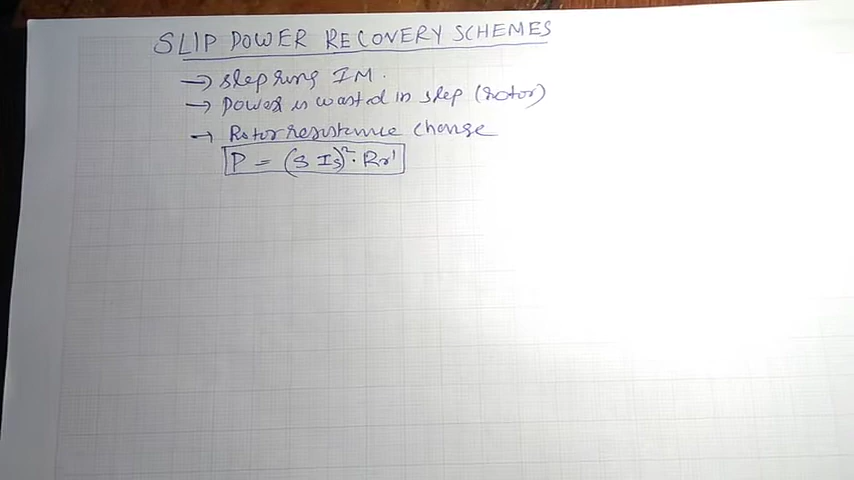 SLIP POWER RECOVERY SCHEMES
→ slip ring IM.
→ power is wasted in slip (rotor)
→ Rotor resistance change
P = (S Is)². Rr'